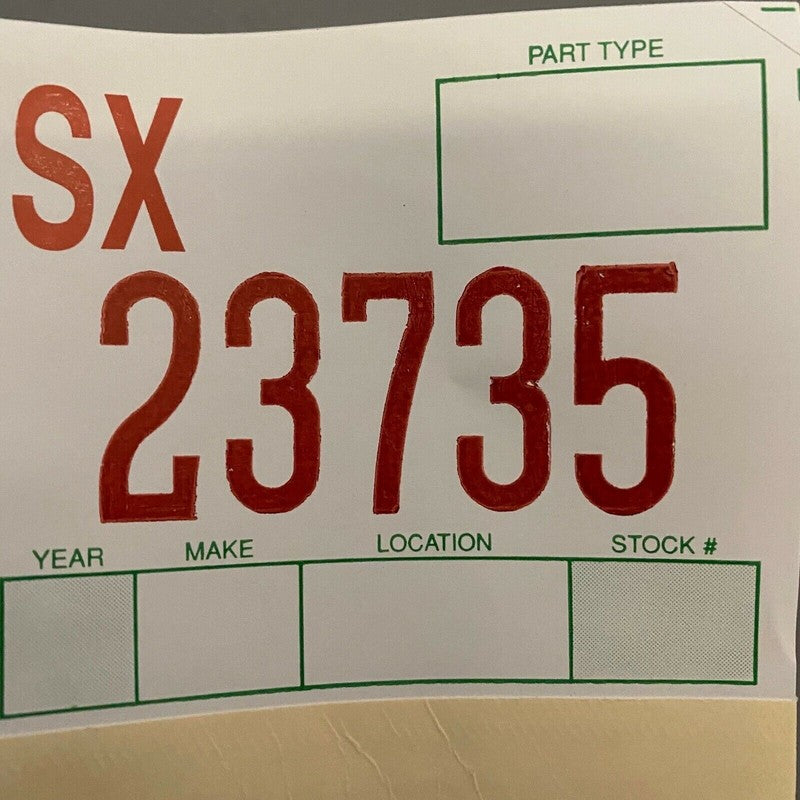 PART TYPE
SX
23735
YEAR MAKE LOCATION STOCK #